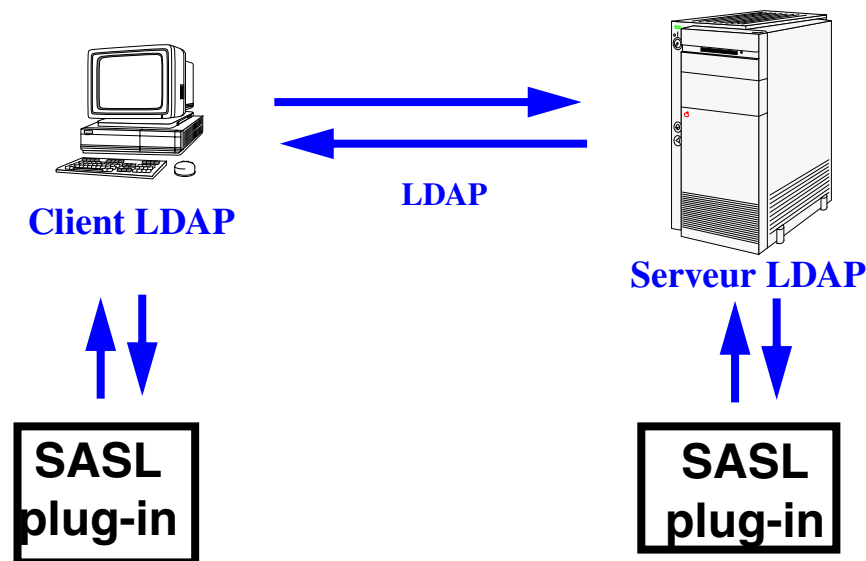 LDAP
Client LDAP
Serveur LDAP
SASL
plug-in
SASL
plug-in